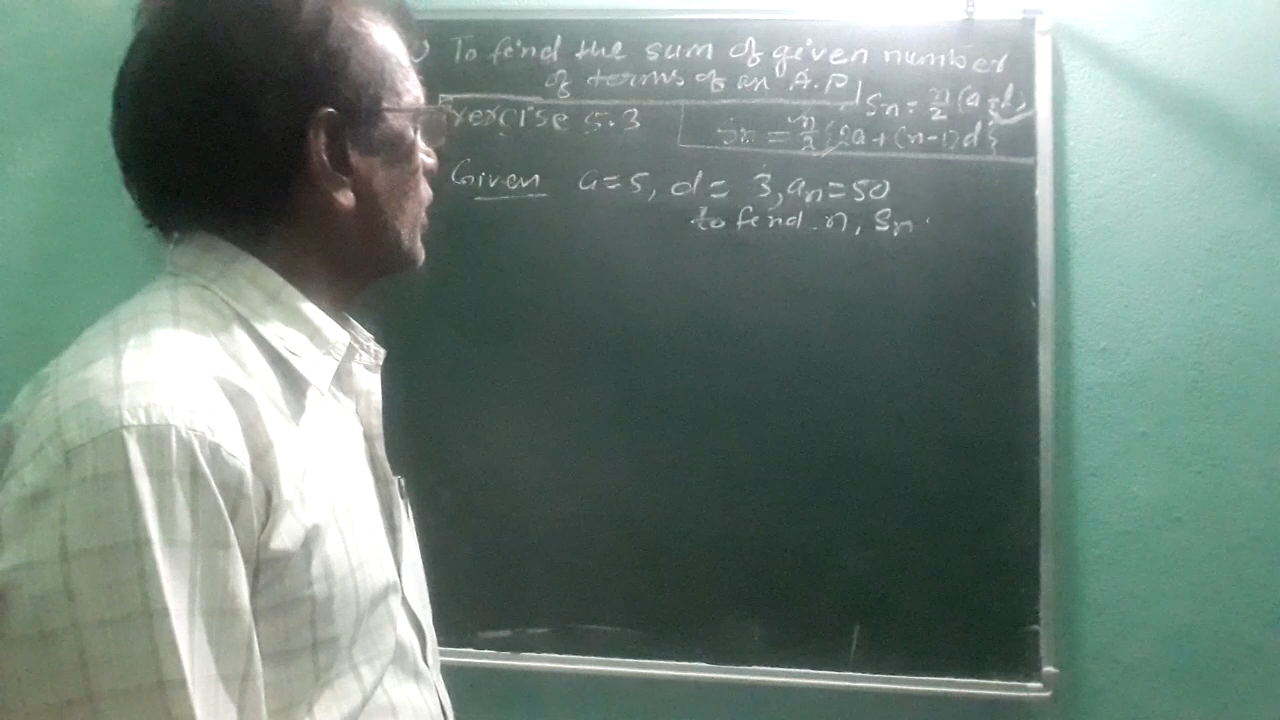 ) To find the sum of given number
of terms of an A.P
Sn = n/2 (a+l)
Exercise 5.3
Sn = n/2 {2a + (n-1)d}
Given a=5, d= 3, an=50
to find n, Sn.